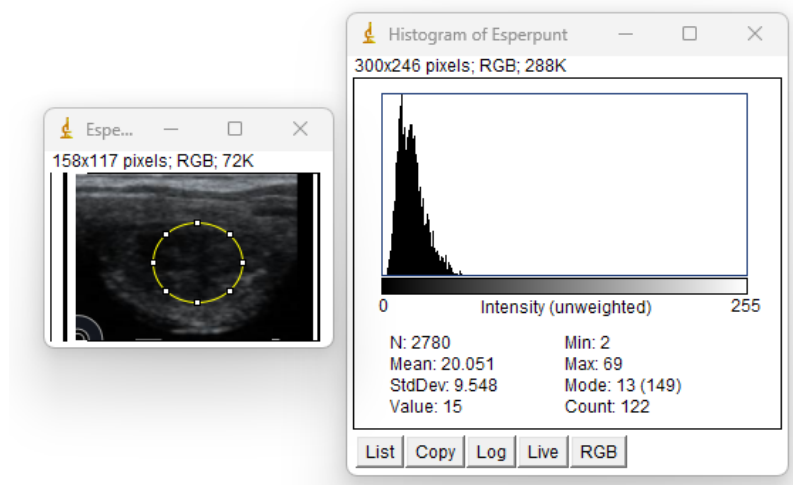 Espe...
158x117 pixels; RGB; 72K
Histogram of Esperpunt
300x246 pixels; RGB; 288K
0 Intensity (unweighted) 255
N: 2780 Min: 2
Mean: 20.051 Max: 69
StdDev: 9.548 Mode: 13 (149)
Value: 15 Count: 122
List Copy Log Live RGB